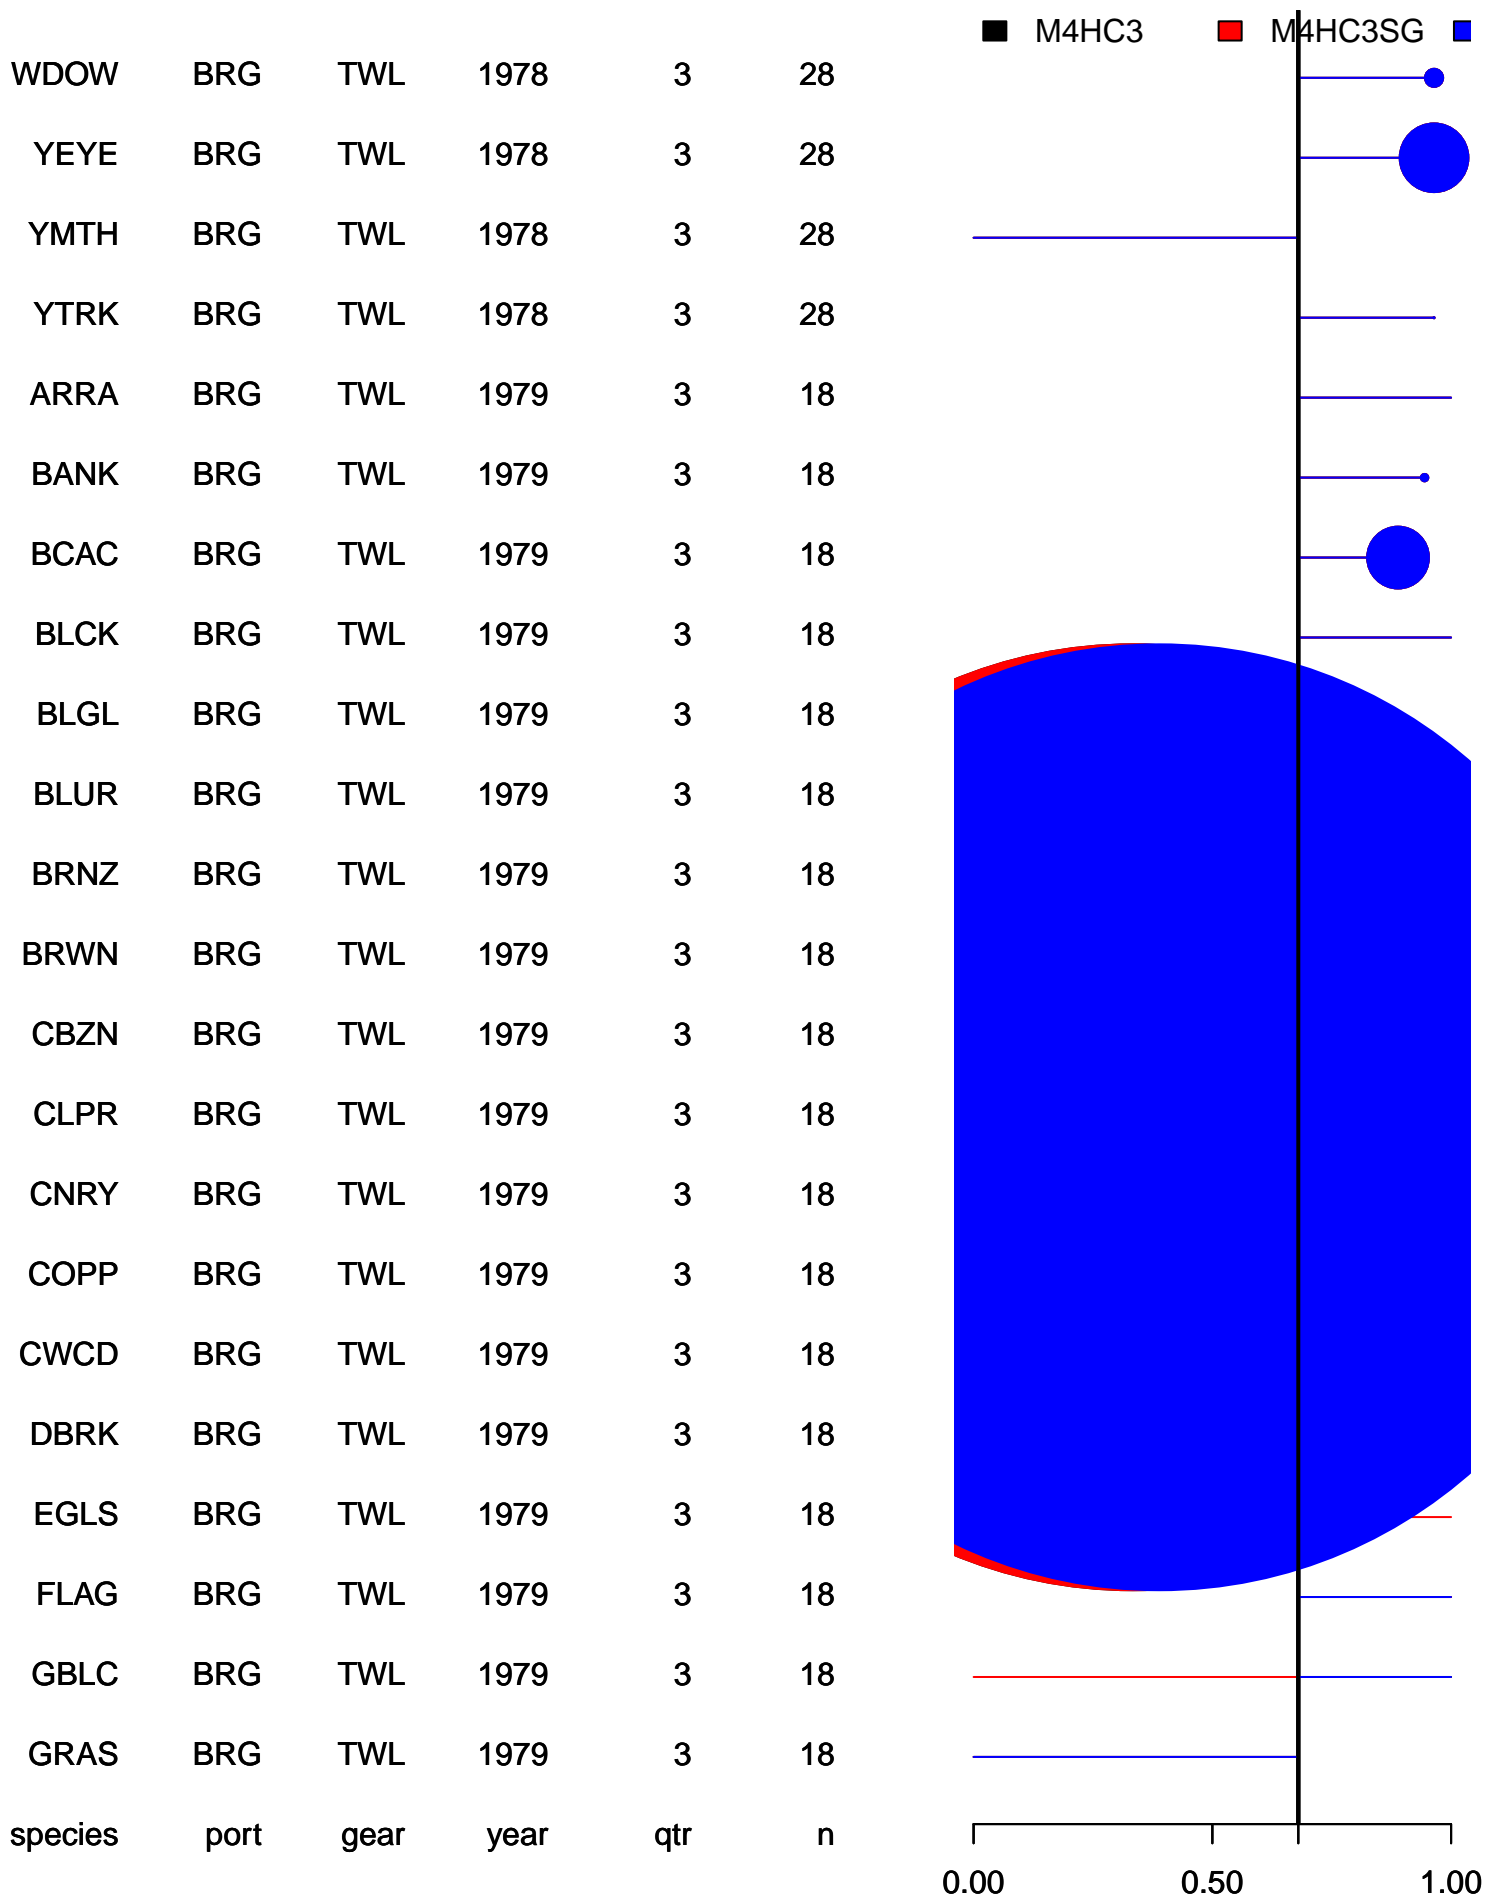 M4HC3 M4HC3SG
WDOW BRG TWL 1978 3 28
YEYE BRG TWL 1978 3 28
YMTH BRG TWL 1978 3 28
YTRK BRG TWL 1978 3 28
ARRA BRG TWL 1979 3 18
BANK BRG TWL 1979 3 18
BCAC BRG TWL 1979 3 18
BLCK BRG TWL 1979 3 18
BLGL BRG TWL 1979 3 18
BLUR BRG TWL 1979 3 18
BRNZ BRG TWL 1979 3 18
BRWN BRG TWL 1979 3 18
CBZN BRG TWL 1979 3 18
CLPR BRG TWL 1979 3 18
CNRY BRG TWL 1979 3 18
COPP BRG TWL 1979 3 18
CWCD BRG TWL 1979 3 18
DBRK BRG TWL 1979 3 18
EGLS BRG TWL 1979 3 18
FLAG BRG TWL 1979 3 18
GBLC BRG TWL 1979 3 18
GRAS BRG TWL 1979 3 18
species port gear year qtr n
0.00 0.50 1.00